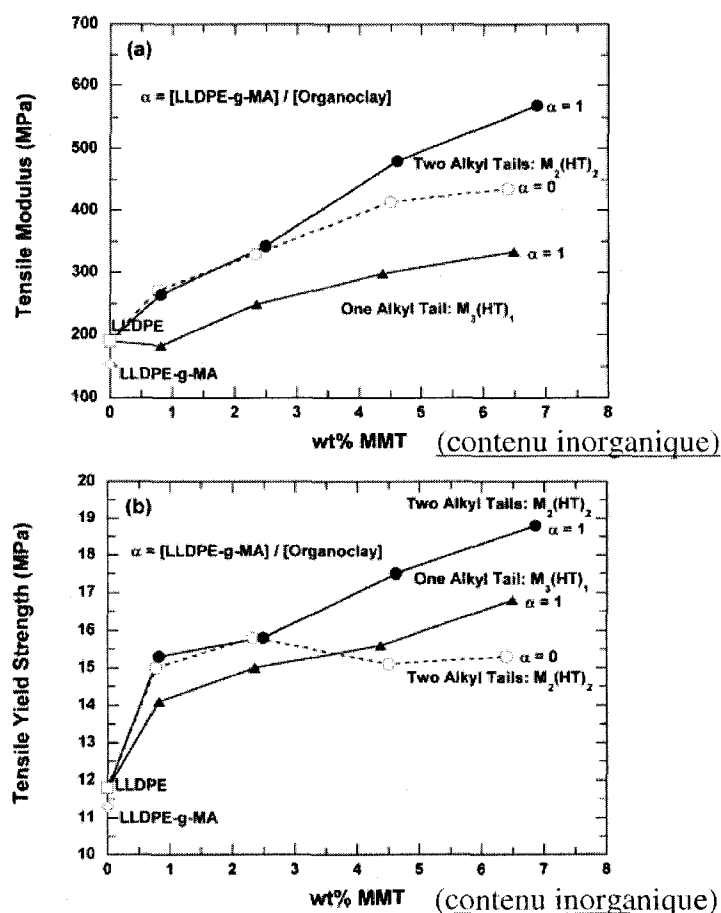 700
(a)
600
α = [LLDPE-g-MA] / [Organoclay]
α = 1
500
Two Alkyl Tails: M₂(HT)₂
α = 0
400
α = 1
300
One Alkyl Tail: M₃(HT)₁
LLDPE
200
LLDPE-g-MA
100
0 1 2 3 4 5 6 7 8
Tensile Modulus (MPa)
wt% MMT (contenu inorganique)
20
(b)
Two Alkyl Tails: M₂(HT)₂
19
α = 1
α = [LLDPE-g-MA] / [Organoclay]
18
17
One Alkyl Tail: M₃(HT)₁
α = 1
16
α = 0
15
Two Alkyl Tails: M₂(HT)₂
14
13
12
LLDPE
LLDPE-g-MA
11
10
0 1 2 3 4 5 6 7 8
Tensile Yield Strength (MPa)
wt% MMT (contenu inorganique)